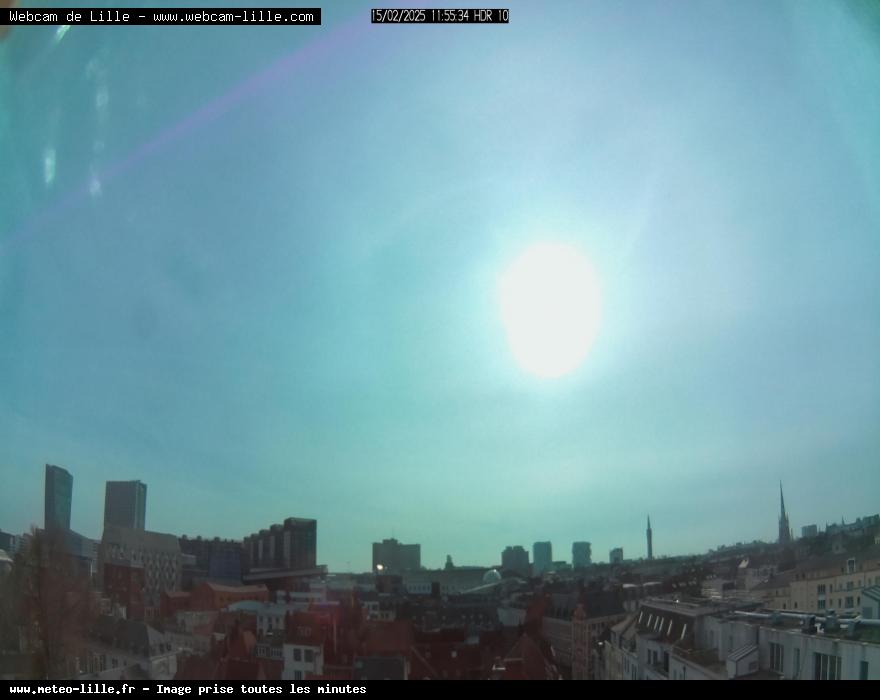 Webcam de Lille - www.webcam-lille.com
15/02/2025 11:55:34 HDR 10
www.meteo-lille.fr - Image prise toutes les minutes